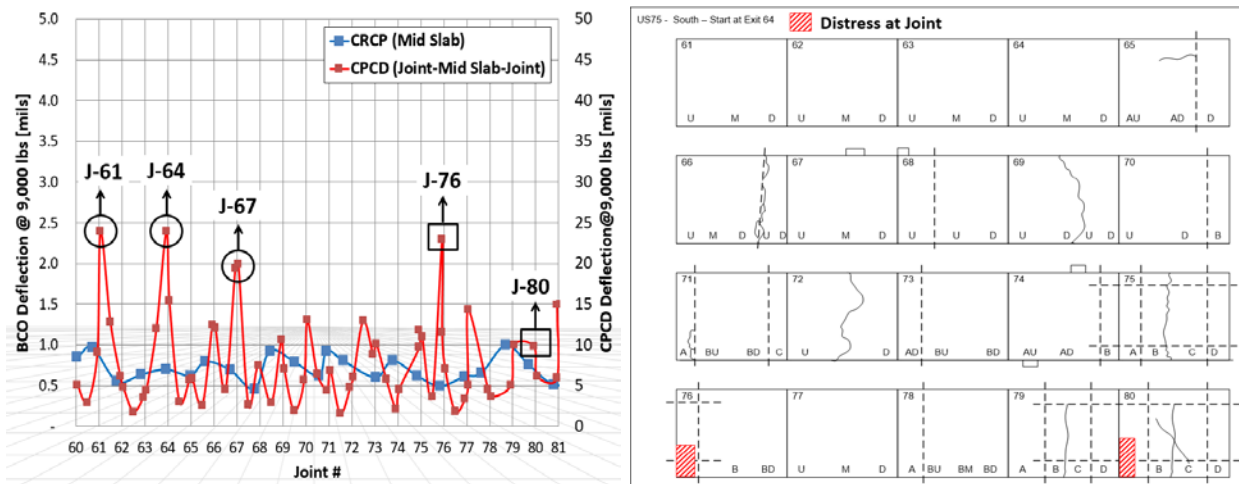 5.0
4.5
4.0
3.5
3.0
2.5
2.0
1.5
1.0
0.5
-
BCO Deflection @ 9,000 lbs [mils]
CRCP (Mid Slab)
CPCD (Joint-Mid Slab-Joint)
J-61
J-64
J-67
J-76
J-80
50
45
40
35
30
25
20
15
10
5
0
CPCD Deflection@9,000 lbs [mils]
60 61 62 63 64 65 66 67 68 69 70 71 72 73 74 75 76 77 78 79 80 81
Joint #
US75 - South – Start at Exit 64
Distress at Joint
61 62 63 64 65
U M D U M D U M D U M D AU AD D
66 67 68 69 70
U M D U D U M D U U D U D U D U D B
71 72 73 74 75
A BU BD C U D AD BU BD AU AD B A B C D
76 77 78 79 80
B BD U M D A BU BM BD A B C D B C D